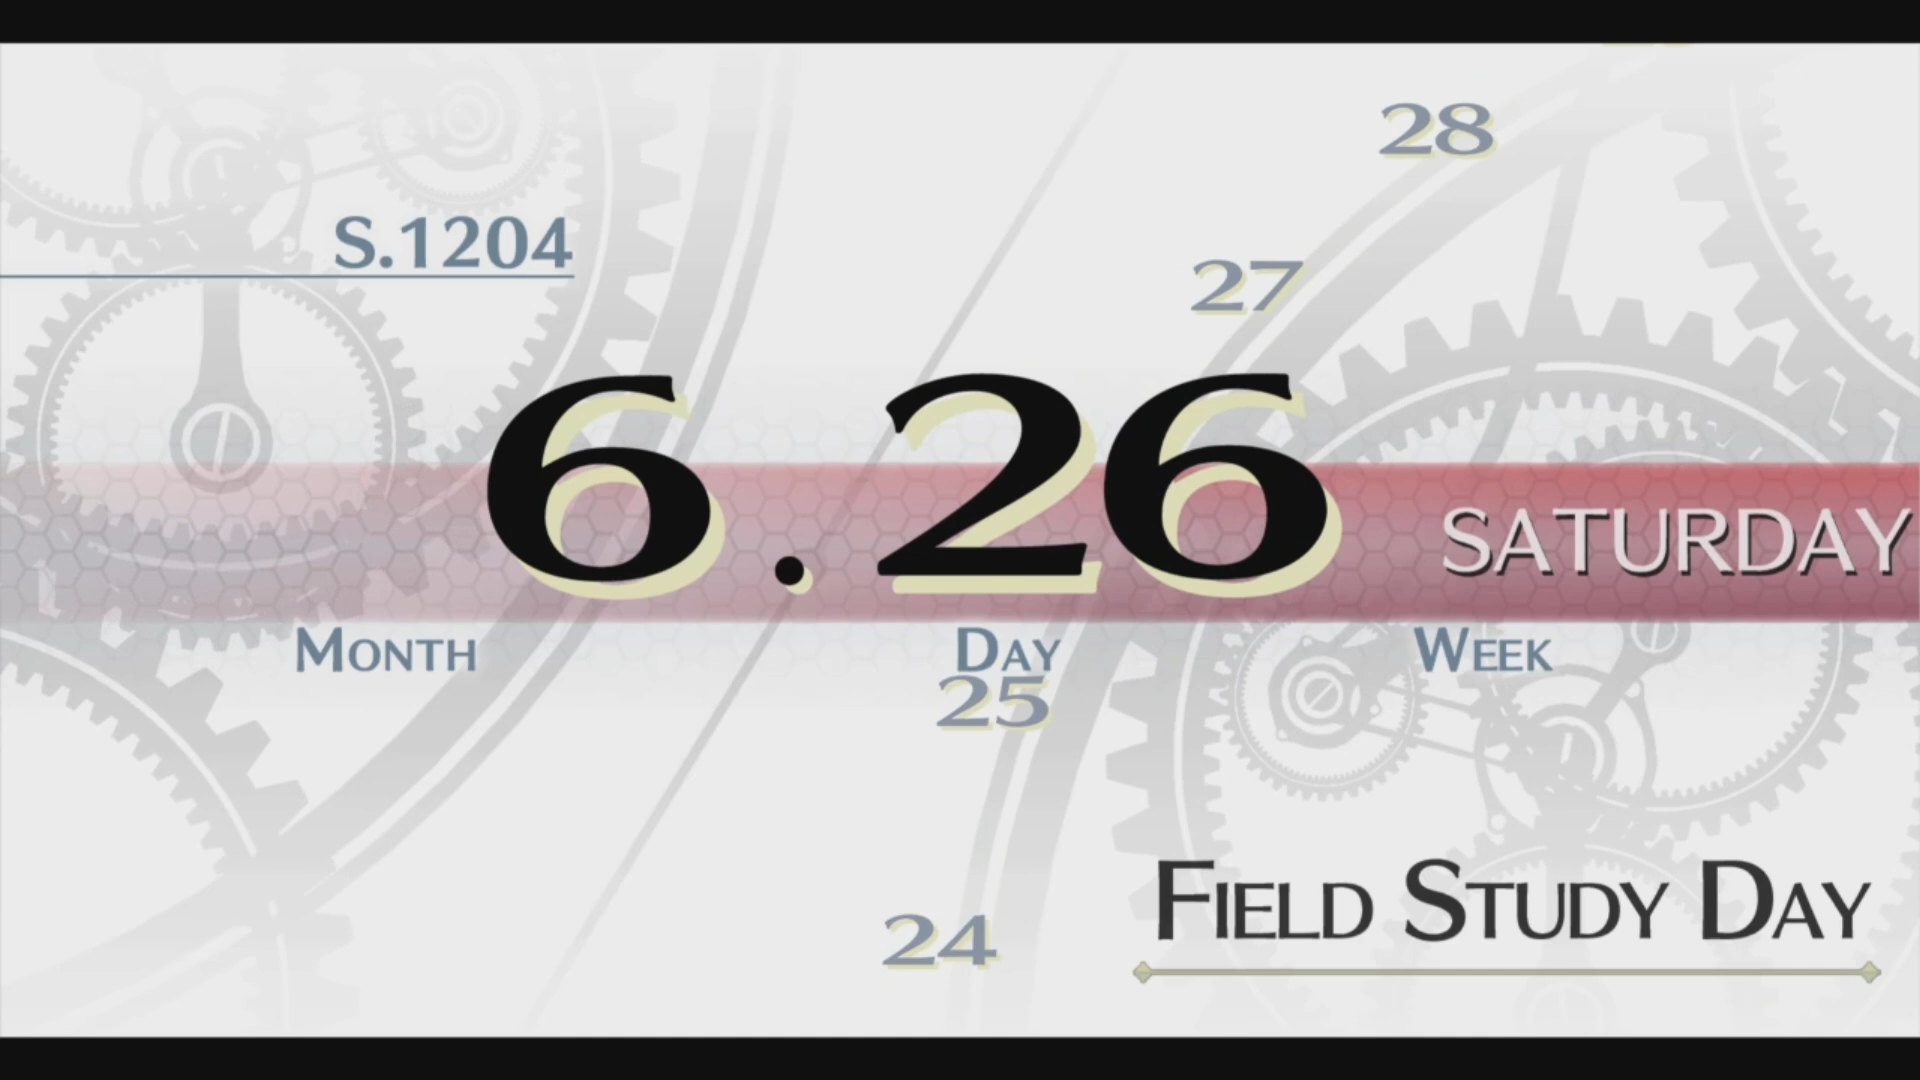 28
S.1204
27
6.26
SATURDAY
MONTH
DAY
WEEK
25
FIELD STUDY DAY
24